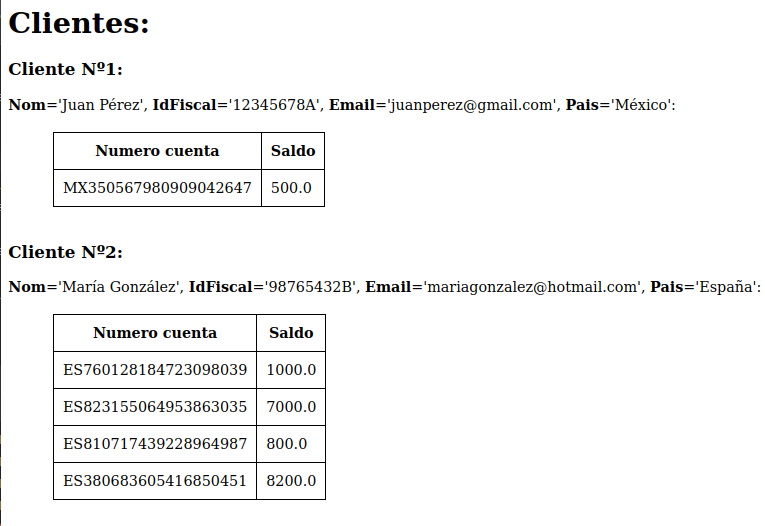 Clientes:
Cliente Nº1:
Nom='Juan Pérez', IdFiscal='12345678A', Email='juanperez@gmail.com', Pais='México':
Numero cuenta Saldo
MX350567980909042647 500.0
Cliente Nº2:
Nom='María González', IdFiscal='98765432B', Email='mariagonzalez@hotmail.com', Pais='España':
Numero cuenta Saldo
ES760128184723098039 1000.0
ES823155064953863035 7000.0
ES810717439228964987 800.0
ES380683605416850451 8200.0